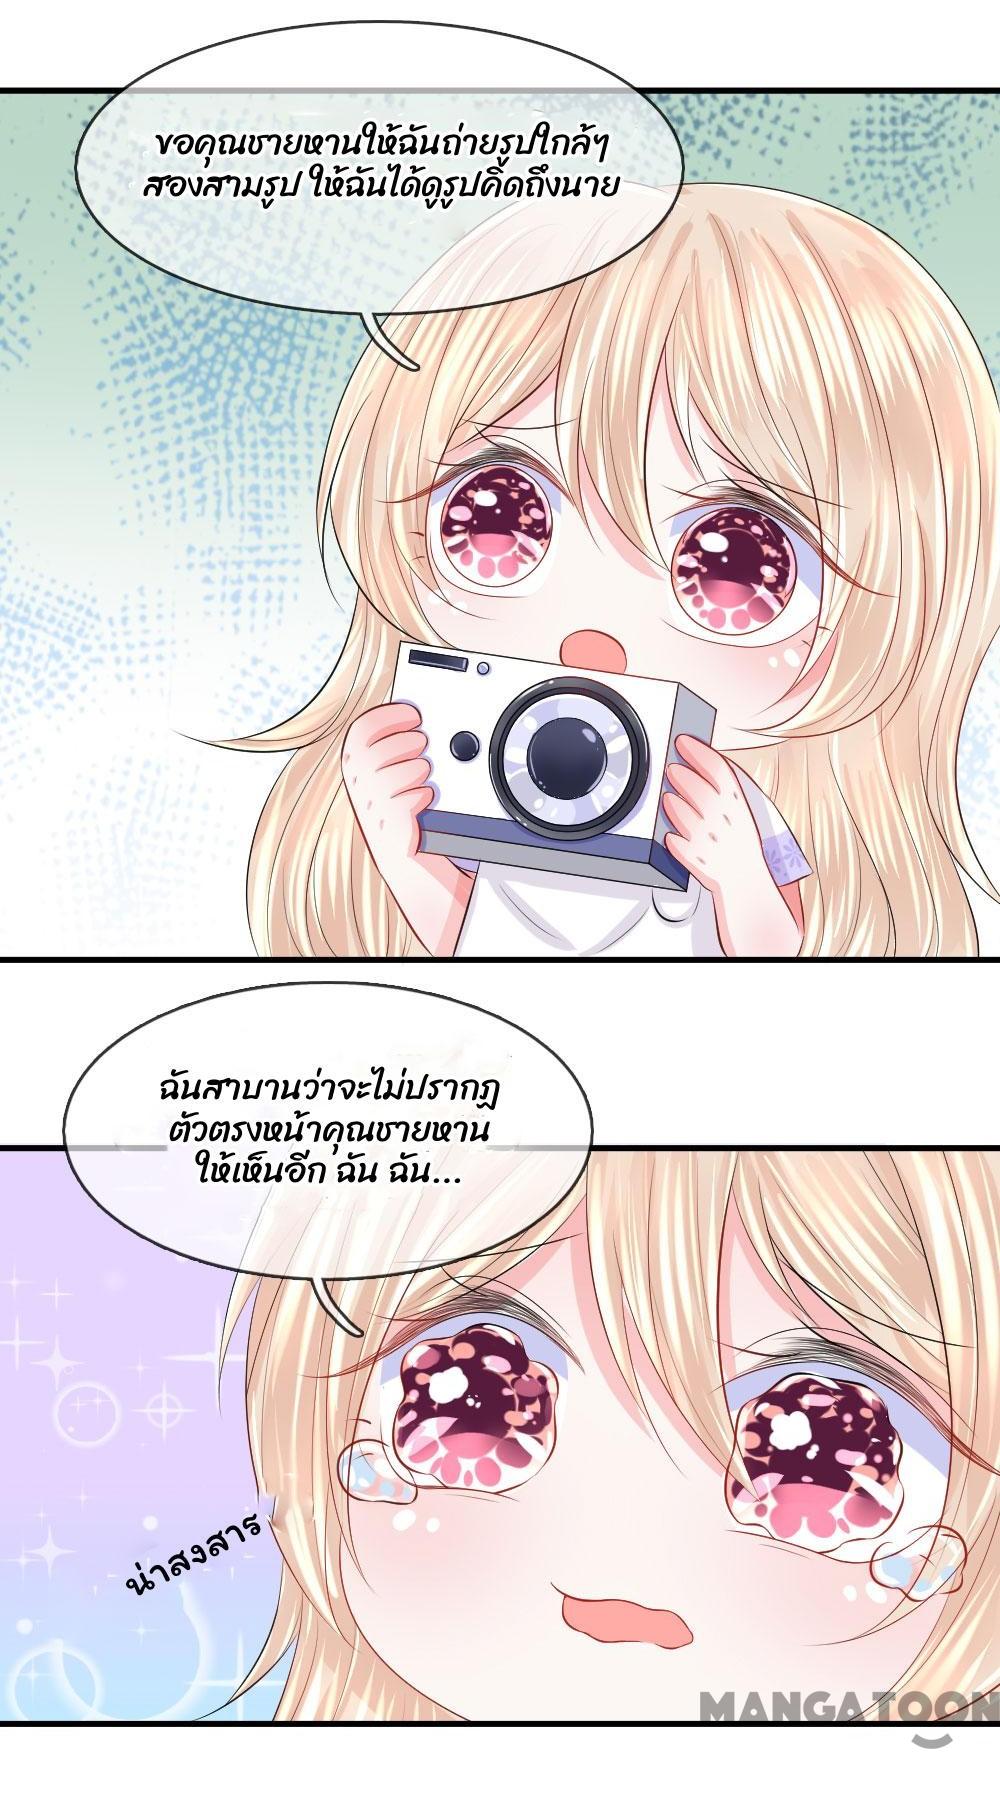 ขอคุณชายหานให้ฉันถ่ายรูปใกล้ๆ
สองสามรูป ให้ฉันได้ดูรูปคิดถึงนาย
ฉันสาบานว่าจะไม่ปรากฏ
ตัวตรงหน้าคุณชายหาน
ให้เห็นอีก ฉัน ฉัน...
น่าสงสาร
MANGATOON